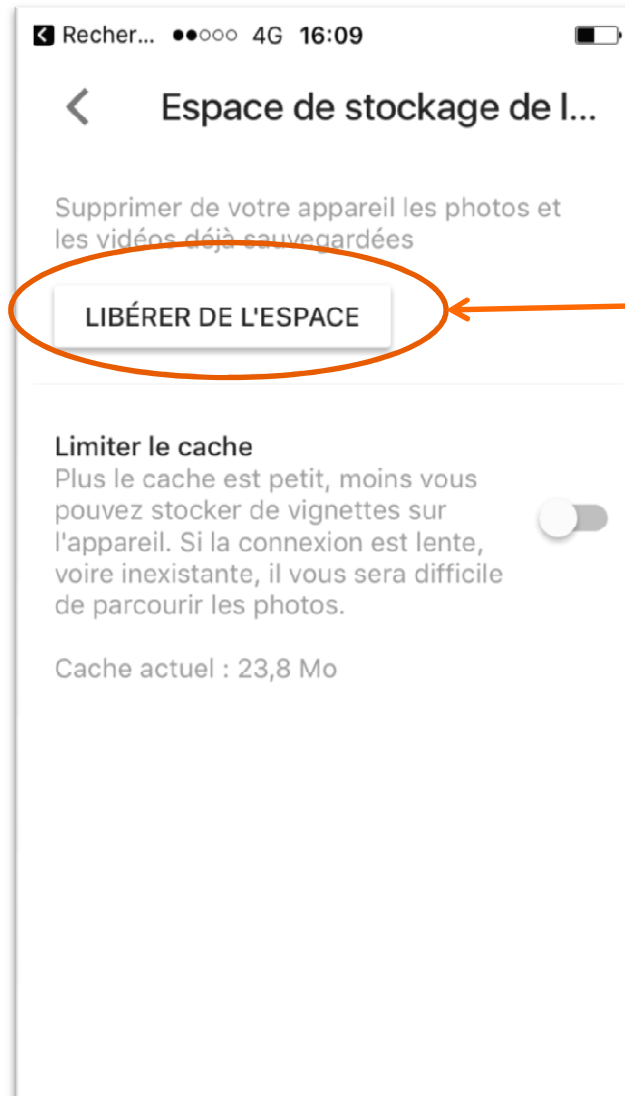 Recher... 4G 16:09
Espace de stockage de l...
Supprimer de votre appareil les photos et
les vidéos déjà sauvegardées
LIBÉRER DE L'ESPACE
Limiter le cache
Plus le cache est petit, moins vous
pouvez stocker de vignettes sur
l'appareil. Si la connexion est lente,
voire inexistante, il vous sera difficile
de parcourir les photos.
Cache actuel : 23,8 Mo